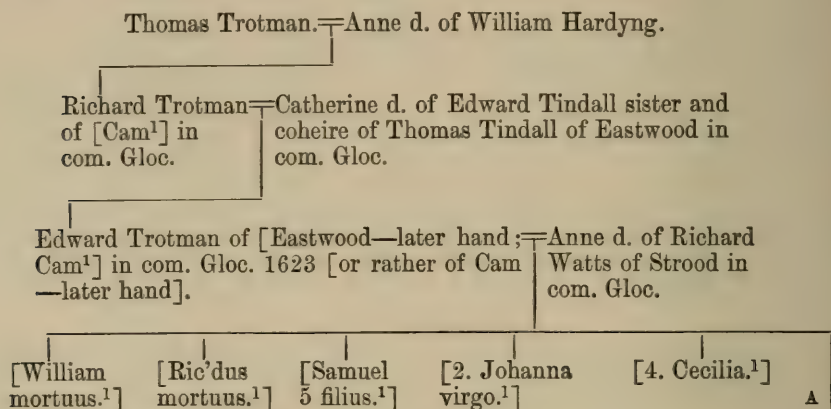 Thomas Trotman.=Anne d. of William Hardyng.
Richard Trotman=Catherine d. of Edward Tindall sister and
of [Cam¹] in coheire of Thomas Tindall of Eastwood in
com. Gloc. com. Gloc.
Edward Trotman of [Eastwood—later hand;=Anne d. of Richard
Cam¹] in com. Gloc. 1623 [or rather of Cam Watts of Strood in
—later hand]. com. Gloc.
[William [Ric'dus [Samuel [2. Johanna [4. Cecilia.¹]
mortuus.¹] mortuus.¹] 5 filius.¹] virgo.¹] A